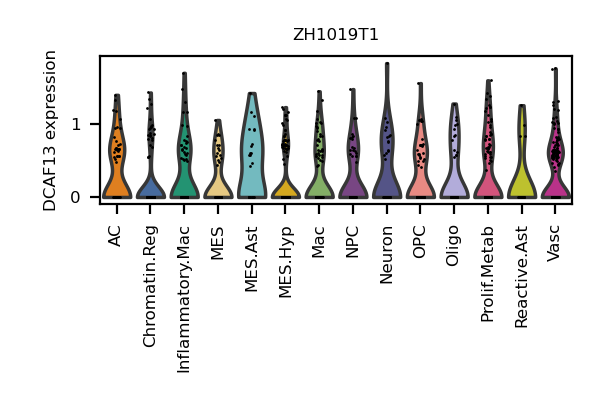 ZH1019T1
DCAF13 expression
1
0
AC
Chromatin.Reg
Inflammatory.Mac
MES
MES.Ast
MES.Hyp
Mac
NPC
Neuron
OPC
Oligo
Prolif.Metab
Reactive.Ast
Vasc